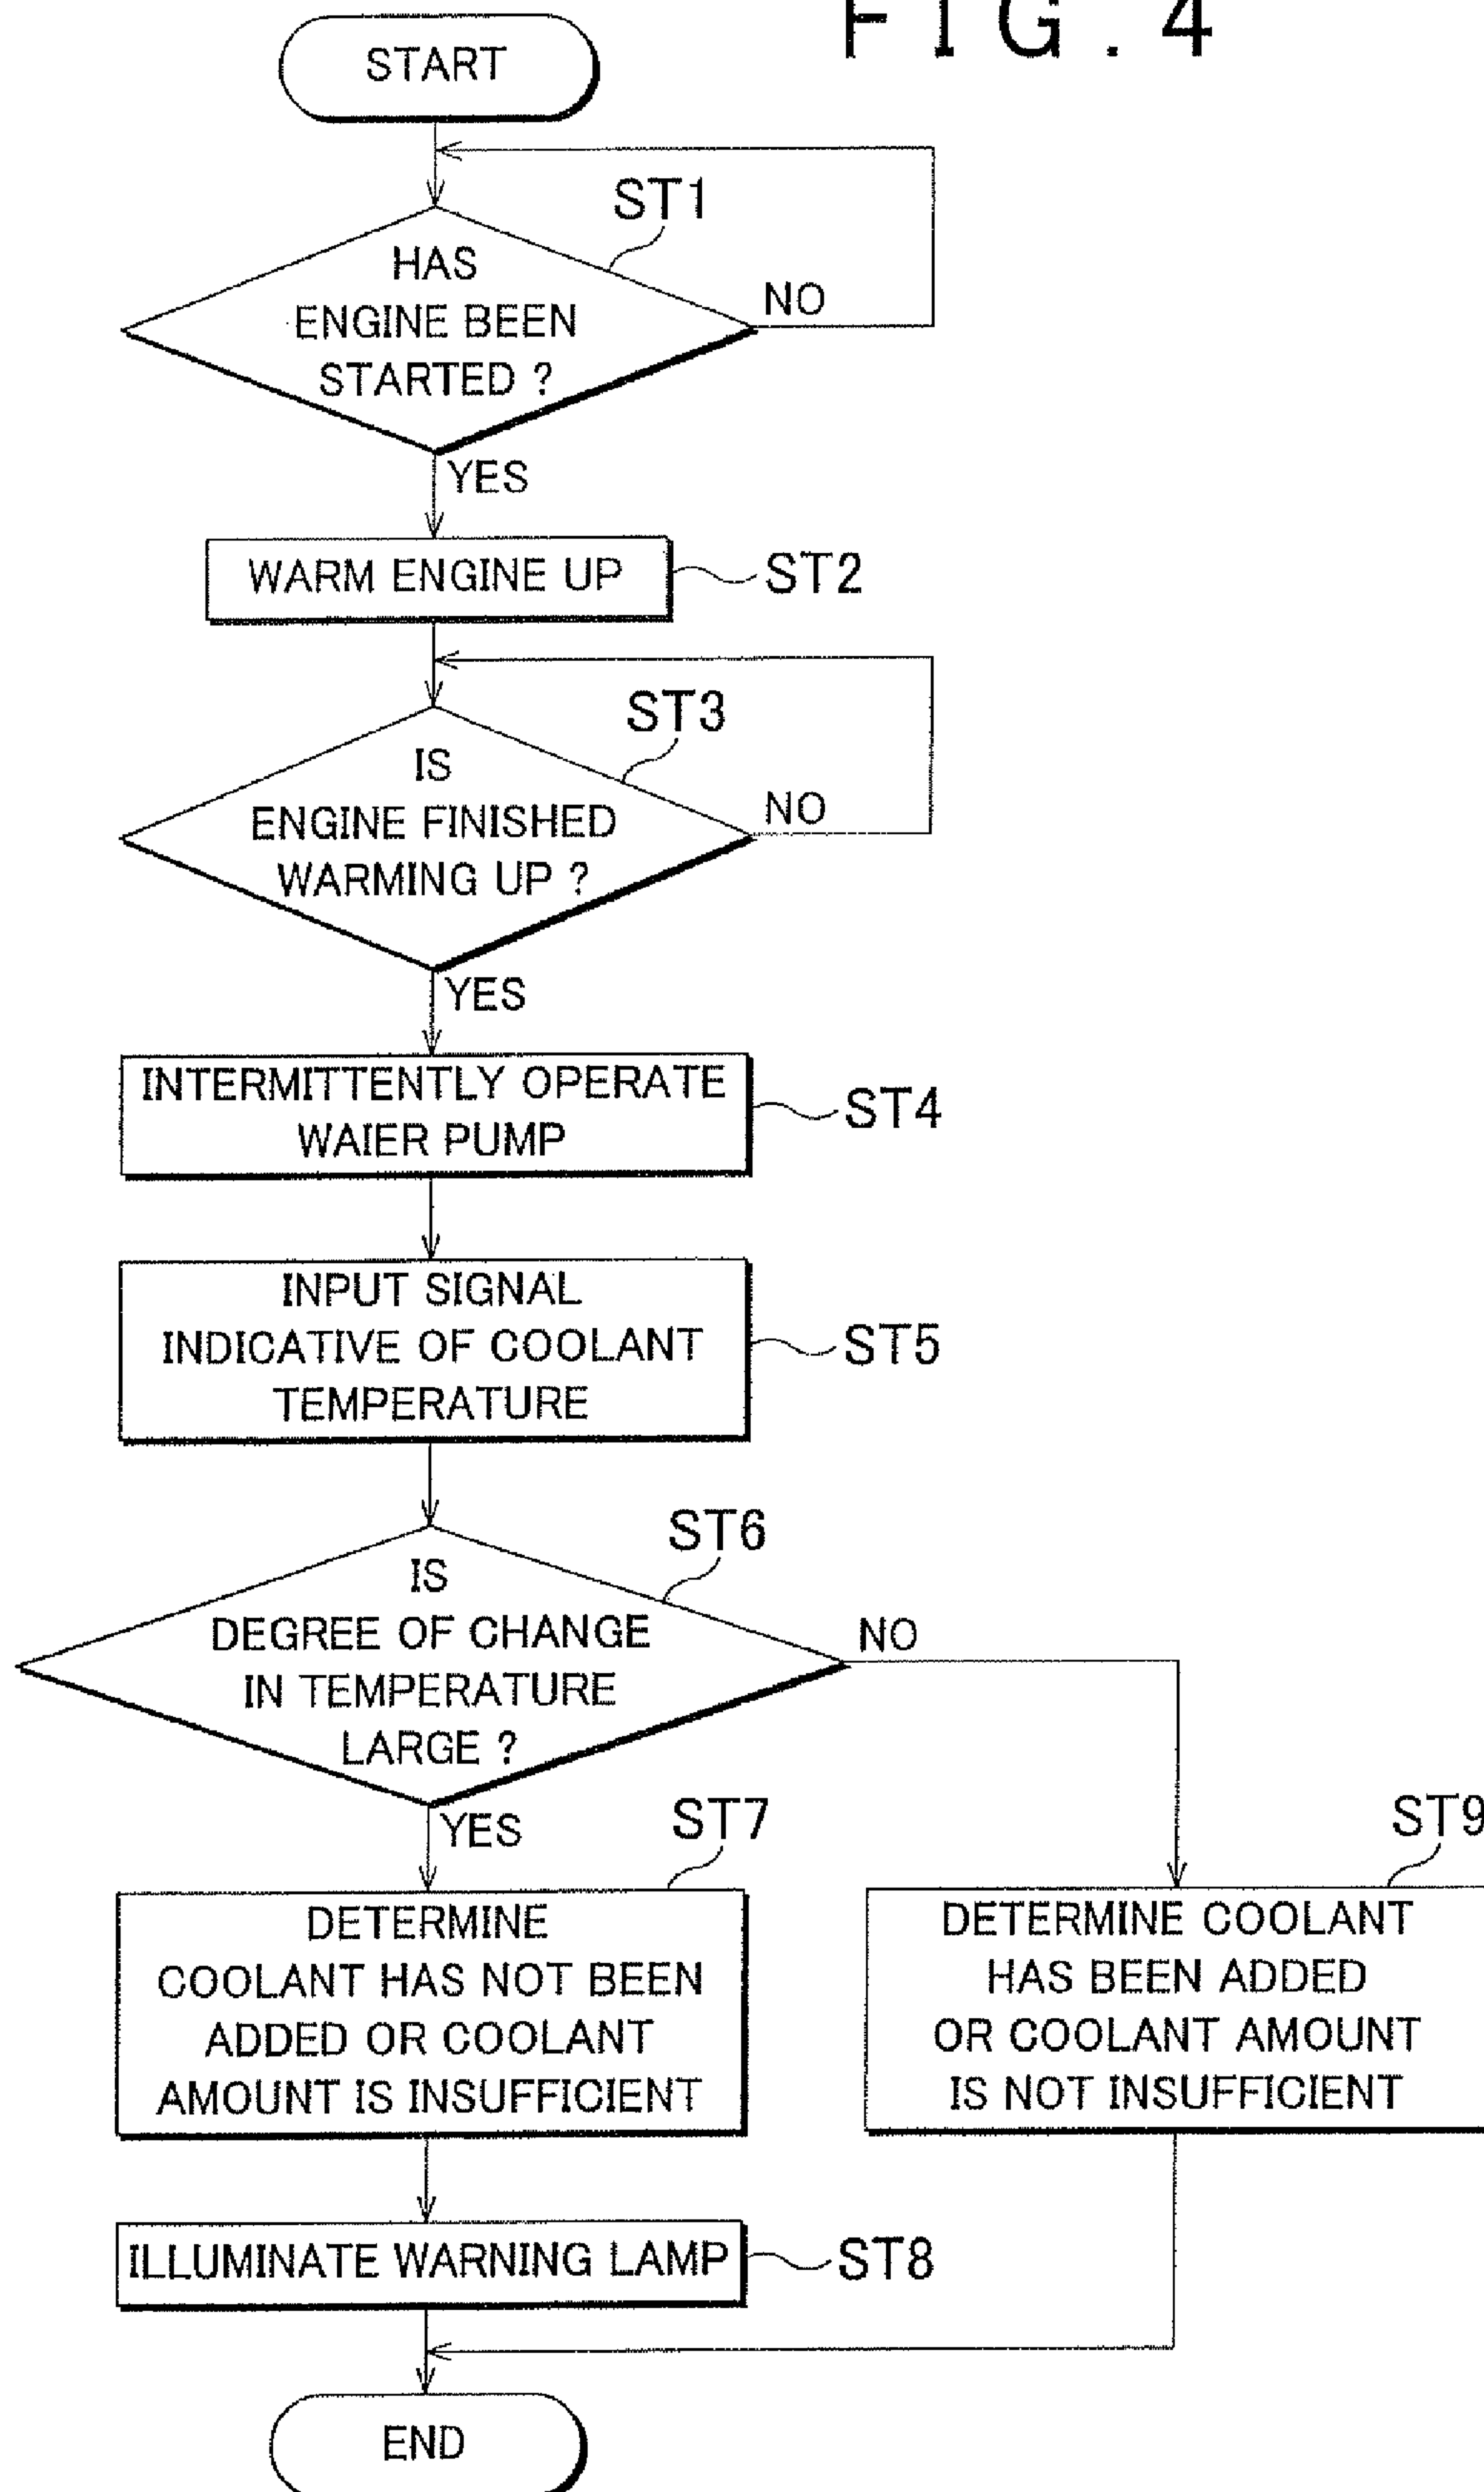 FIG. 4
START
ST1
HAS
ENGINE BEEN
STARTED ?
NO
YES
WARM ENGINE UP
ST2
ST3
IS
ENGINE FINISHED
WARMING UP ?
NO
YES
INTERMITTENTLY OPERATE
WAIER PUMP
ST4
INPUT SIGNAL
INDICATIVE OF COOLANT
TEMPERATURE
ST5
ST6
IS
DEGREE OF CHANGE
IN TEMPERATURE
LARGE ?
NO
YES
ST7
DETERMINE
COOLANT HAS NOT BEEN
ADDED OR COOLANT
AMOUNT IS INSUFFICIENT
ST9
DETERMINE COOLANT
HAS BEEN ADDED
OR COOLANT AMOUNT
IS NOT INSUFFICIENT
ILLUMINATE WARNING LAMP
ST8
END